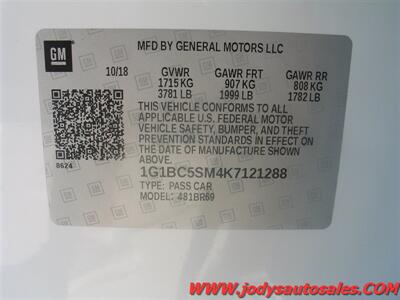 GM
MFD BY GENERAL MOTORS LLC
10/18 GVWR GAWR FRT GAWR RR
1715 KG 907 KG 808 KG
3781 LB 1999 LB 1782 LB
THIS VEHICLE CONFORMS TO ALL
APPLICABLE U.S. FEDERAL MOTOR
VEHICLE SAFETY, BUMPER, AND THEFT
PREVENTION STANDARDS IN EFFECT ON
THE DATE OF MANUFACTURE SHOWN ABOVE.
8624
1G1BC5SM4K7121288
TYPE: PASS CAR
MODEL: 481BR69
www.jodysautosales.com